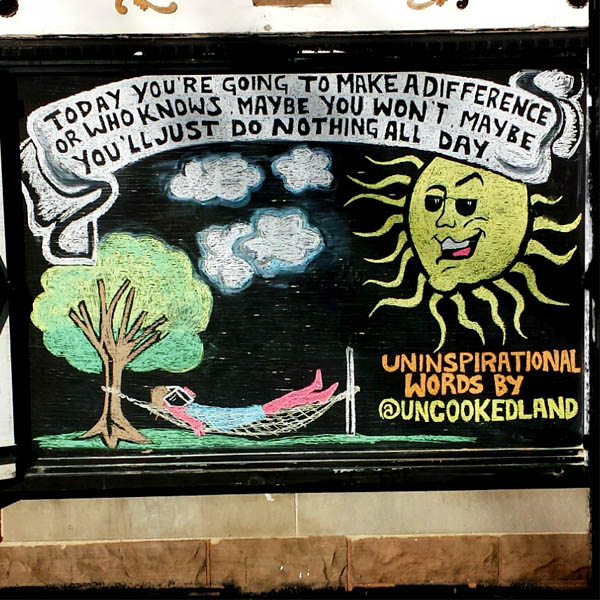 TODAY YOU'RE GOING TO MAKE A DIFFERENCE
OR WHO KNOWS, MAYBE YOU WON'T, MAYBE
YOU'LL JUST DO NOTHING ALL DAY
UNINSPIRATIONAL
WORDS BY
@UNCOOKEDLAND